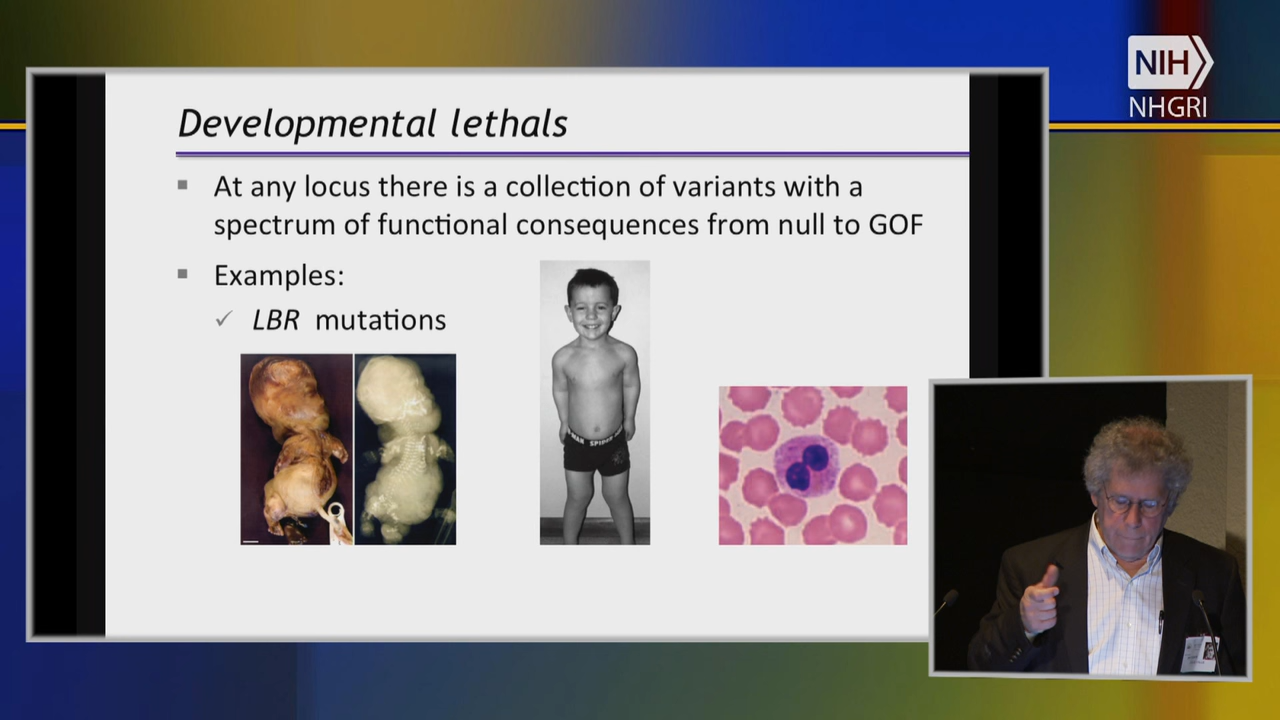 NIH
NHGRI
Developmental lethals
At any locus there is a collection of variants with a
spectrum of functional consequences from null to GOF
Examples:
LBR mutations